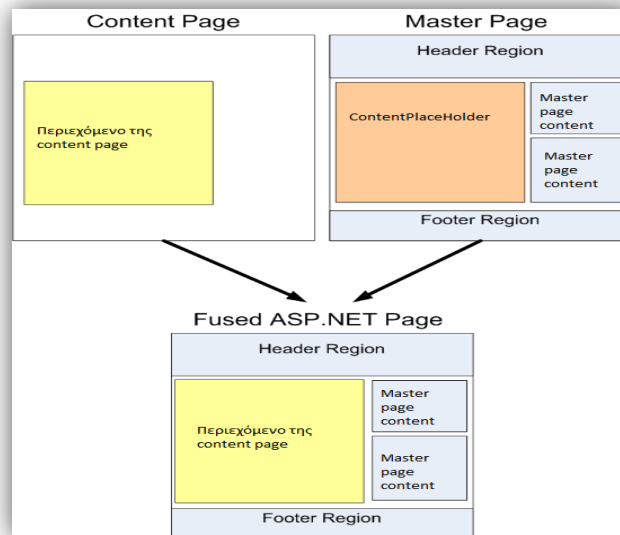 Content Page
Περιεχόμενο της
content page
Master Page
Header Region
ContentPlaceHolder
Master
page
content
Master
page
content
Footer Region
Fused ASP.NET Page
Header Region
Περιεχόμενο της
content page
Master
page
content
Master
page
content
Footer Region